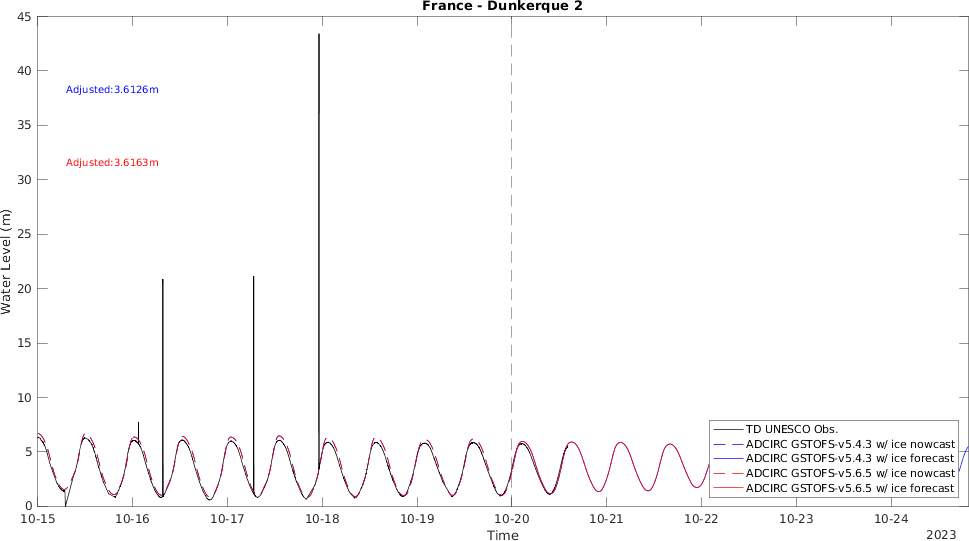 France - Dunkerque 2
45
40
35
30
25
20
15
10
5
0
Water Level (m)
Adjusted:3.6126m
Adjusted:3.6163m
TD UNESCO Obs.
ADCIRC GSTOFS-v5.4.3 w/ ice nowcast
ADCIRC GSTOFS-v5.4.3 w/ ice forecast
ADCIRC GSTOFS-v5.6.5 w/ ice nowcast
ADCIRC GSTOFS-v5.6.5 w/ ice forecast
10-15 10-16 10-17 10-18 10-19 10-20 10-21 10-22 10-23 10-24
Time
2023